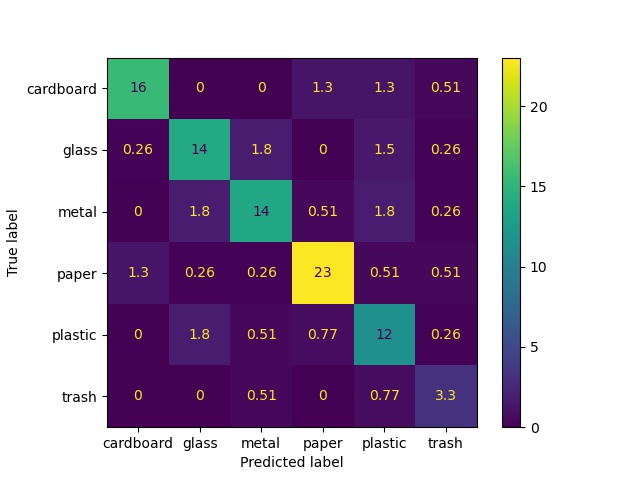 cardboard 16 0 0 1.3 1.3 0.51
glass 0.26 14 1.8 0 1.5 0.26
metal 0 1.8 14 0.51 1.8 0.26
paper 1.3 0.26 0.26 23 0.51 0.51
plastic 0 1.8 0.51 0.77 12 0.26
trash 0 0 0.51 0 0.77 3.3
cardboard glass metal paper plastic trash
Predicted label
True label
20
15
10
5
0